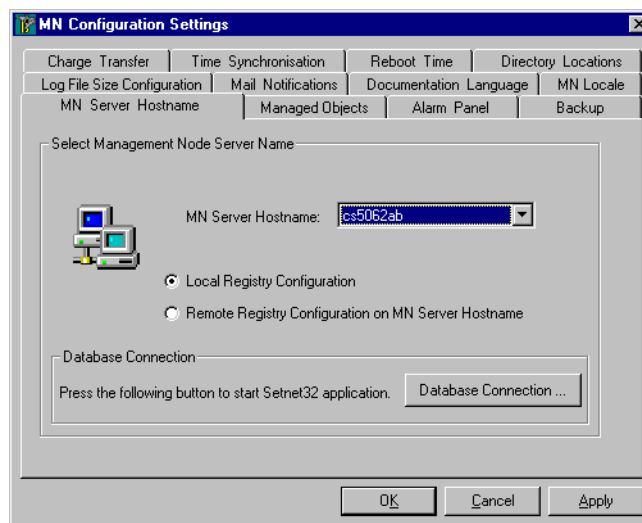 MN Configuration Settings
Charge Transfer Time Synchronisation Reboot Time Directory Locations
Log File Size Configuration Mail Notifications Documentation Language MN Locale
MN Server Hostname Managed Objects Alarm Panel Backup
Select Management Node Server Name
MN Server Hostname: cs5062ab
Local Registry Configuration
Remote Registry Configuration on MN Server Hostname
Database Connection
Press the following button to start Setnet32 application. Database Connection ...
OK Cancel Apply